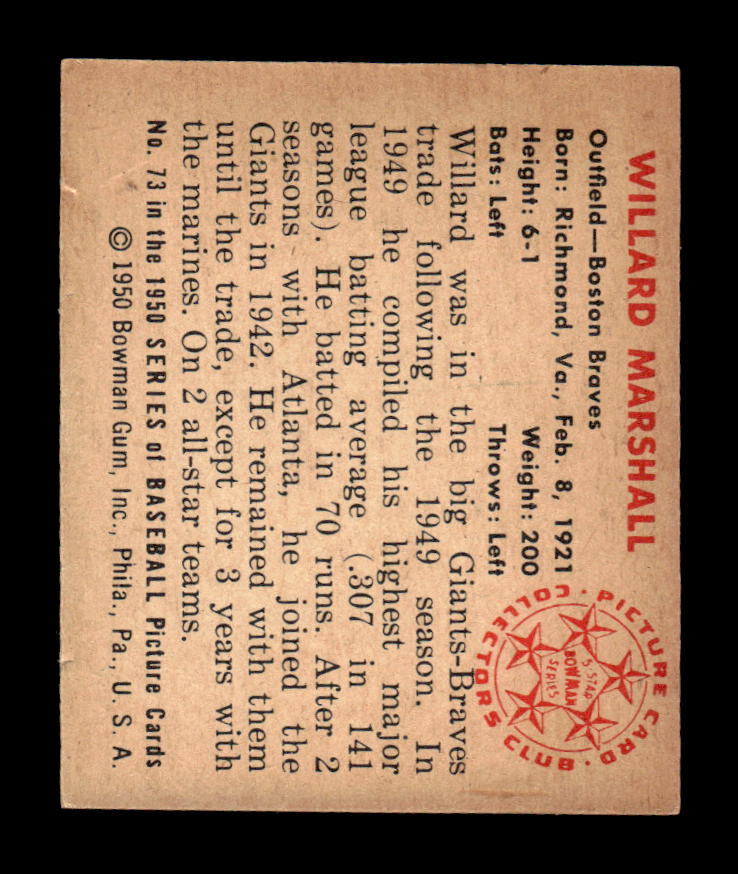 WILLARD MARSHALL
Outfield—Boston Braves
Born: Richmond, Va., Feb. 8, 1921
Height: 6-1 Weight: 200
Bats: Left Throws: Left
PICTURE CARD
COLLECTORS CLUB
5-STAR
BOWMAN
SERIES
Willard was in the big Giants-Braves
trade following the 1949 season. In
1949 he compiled his highest major
league batting average (.307 in 141
games). He batted in 70 runs. After 2
seasons with Atlanta, he joined the
Giants in 1942. He remained with them
until the trade, except for 3 years with
the marines. On 2 all-star teams.
No. 73 in the 1950 SERIES of BASEBALL Picture Cards
© 1950 Bowman Gum, Inc., Phila., Pa., U. S. A.